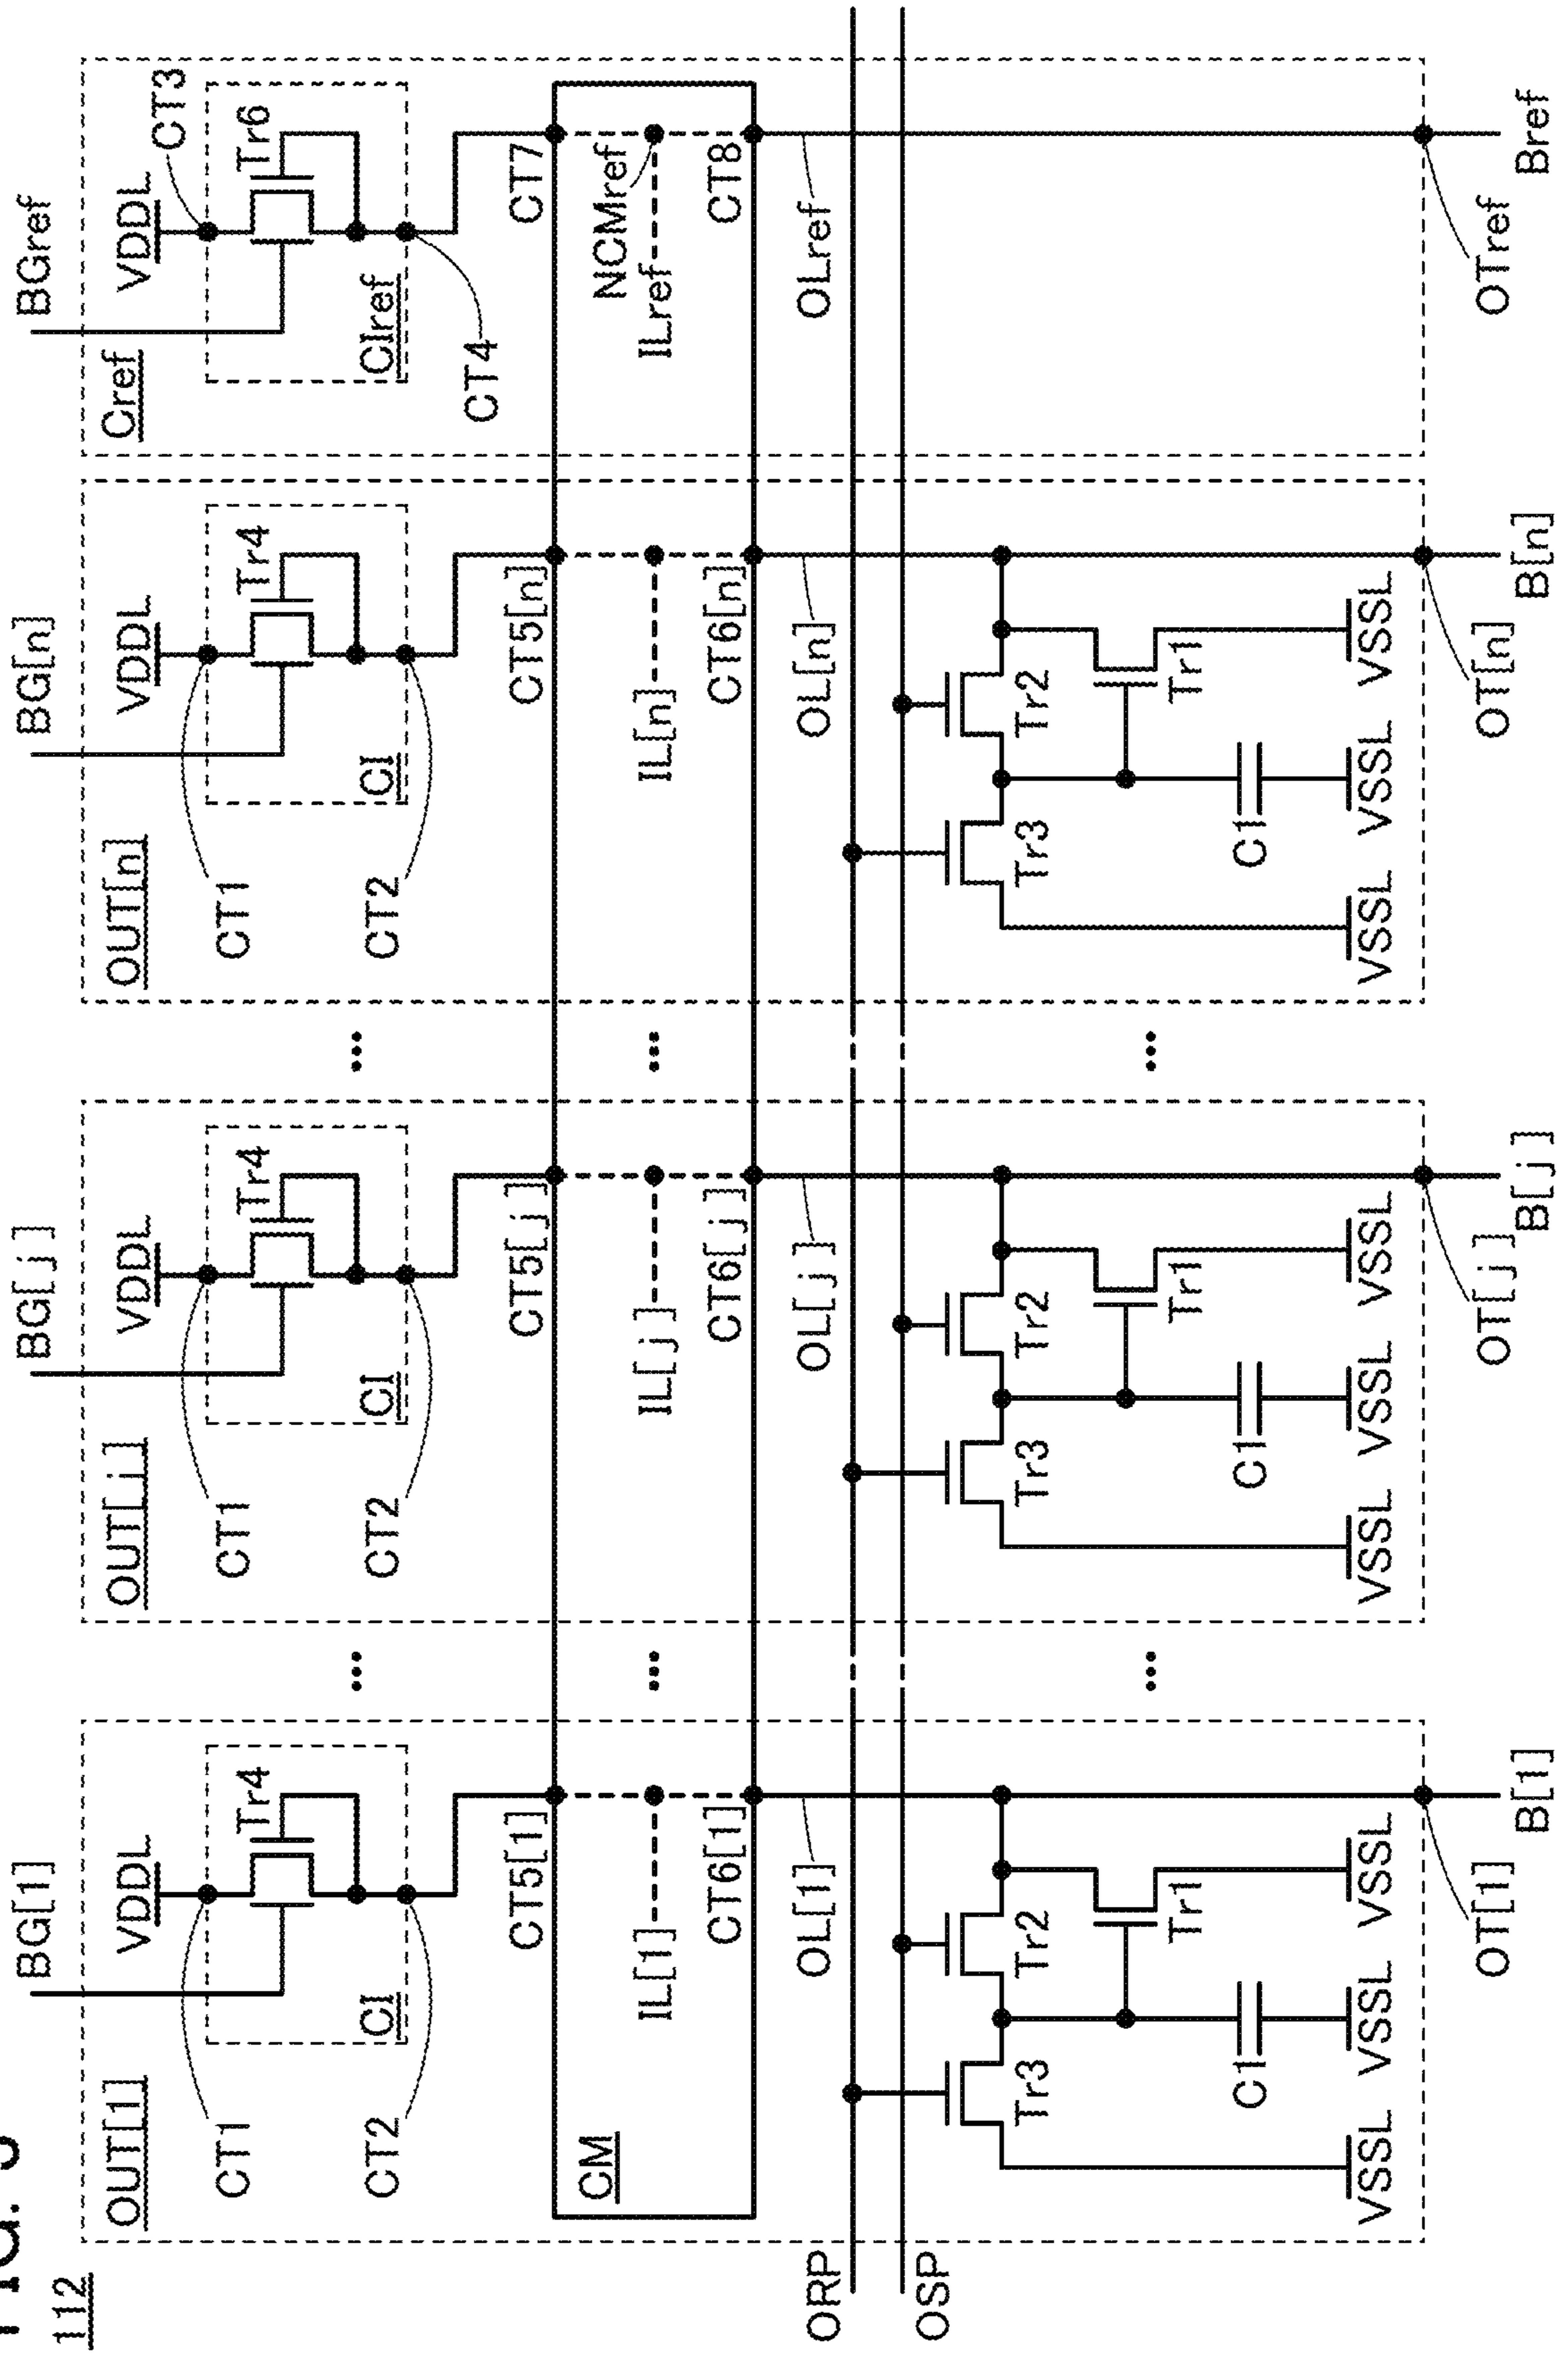 112
BG[1]
BG[j]
BG[n]
BGref
OUT[1]
VDDL
OUT[j]
VDDL
OUT[n]
VDDL
Cref
VDDL
CT3
CT1
Tr4
CT1
Tr4
CT1
Tr4
Tr6
CT2
CI
CT2
CI
CT2
CI
CIref
CT4
CT5[1]
CT5[j]
CT5[n]
CT7
CM
NCMref
IL[1]
IL[j]
IL[n]
ILref
CT6[1]
CT6[j]
CT6[n]
CT8
ORP
OL[1]
OL[j]
OL[n]
OLref
OSP
Tr3
Tr2
Tr3
Tr2
Tr3
Tr2
Tr1
Tr1
Tr1
C1
C1
C1
VSSL
VSSL
VSSL
VSSL
VSSL
VSSL
VSSL
VSSL
VSSL
OT[1]
OT[j]
OT[n]
OTref
B[1]
B[j]
B[n]
Bref